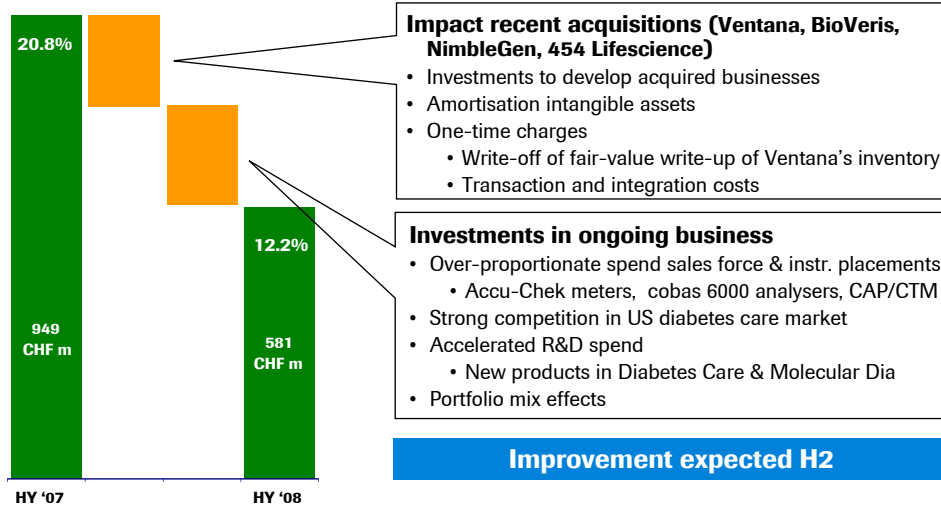 20.8%
949
CHF m
12.2%
581
CHF m
HY ‘07
HY ‘08
Impact recent acquisitions (Ventana, BioVeris,
NimbleGen, 454 Lifescience)
• Investments to develop acquired businesses
• Amortisation intangible assets
• One-time charges
• Write-off of fair-value write-up of Ventana’s inventory
• Transaction and integration costs
Investments in ongoing business
• Over-proportionate spend sales force & instr. placements
• Accu-Chek meters, cobas 6000 analysers, CAP/CTM
• Strong competition in US diabetes care market
• Accelerated R&D spend
• New products in Diabetes Care & Molecular Dia
• Portfolio mix effects
Improvement expected H2